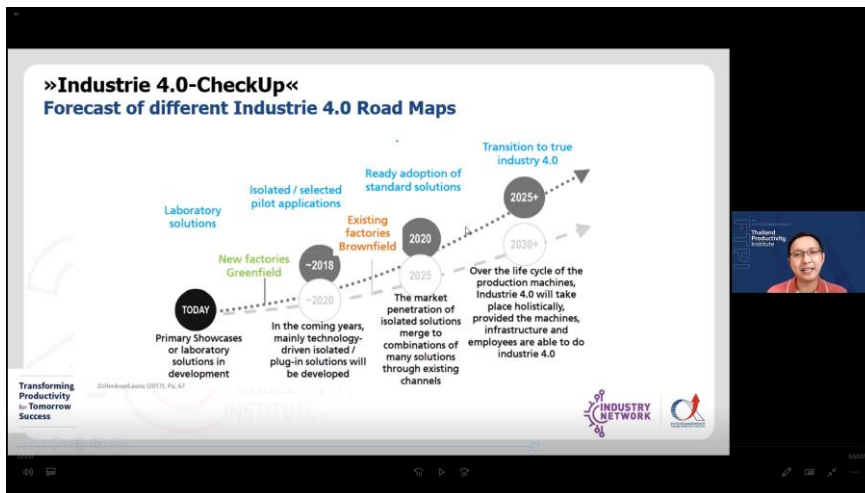 »Industrie 4.0-CheckUp«
Forecast of different Industrie 4.0 Road Maps
Transition to true
industry 4.0
Ready adoption of
standard solutions
Isolated / selected
pilot applications
Laboratory
solutions
2025+
Existing
factories
Brownfield
2020
2030+
New factories
Greenfield
~2018
2025
~2020
TODAY
Primary Showcases
or laboratory
solutions in
development
In the coming years,
mainly technology-
driven isolated /
plug-in solutions will
be developed
The market
penetration of
isolated solutions
merge to
combinations of
many solutions
through existing
channels
Over the life cycle of the
production machines,
Industrie 4.0 will take
place holistically,
provided the machines,
infrastructure and
employees are able to do
industrie 4.0
Transforming
Productivity
for Tomorrow
Success
(2017), Pa. 67
INSTITUTE
INDUSTRY
NETWORK
FTPI
Thailand
Productivity
Institute